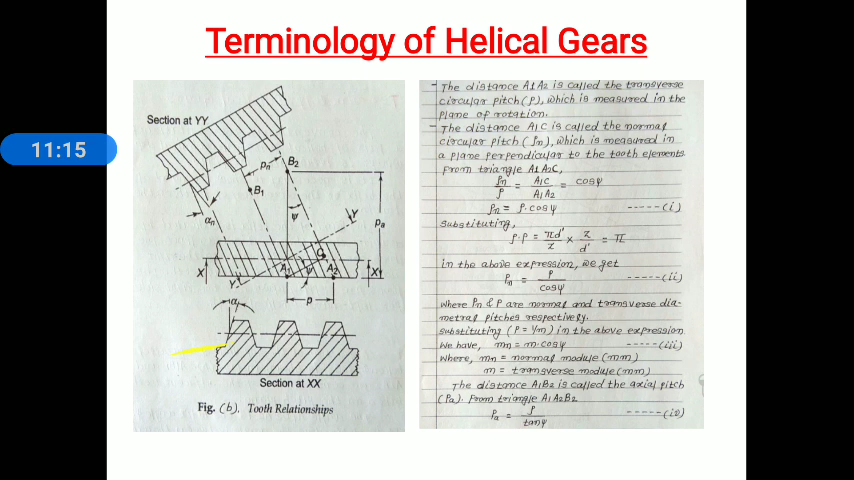 Terminology of Helical Gears
11:15
Section at YY
pn
B2
B1
αn
ψ
Y
pa
C
X
A1
ψ
A2
X
Y
p
α
Section at XX
Fig. (b). Tooth Relationships
- The distance A1A2 is called the transverse
circular pitch (p), which is measured in the
plane of rotation.
- The distance A1C is called the normal
circular pitch (pn), which is measured in
a plane perpendicular to the tooth elements
From triangle A1A2C,
pn/p = A1C/A1A2 = cosψ
pn = p.cosψ -----(i)
Substituting,
p.P = πd'/z × z/d' = π
in the above expression, we get
Pn = P/cosψ -----(ii)
where Pn & P are normal and transverse dia-
metral pitches respectively.
Substituting (P = 1/m) in the above expression
We have, mn = m.cosψ -----(iii)
Where, mn = normal module (mm)
m = transverse module (mm)
The distance A1B2 is called the axial pitch
(Pa). From triangle A1A2B2
Pa = p/tanψ -----(iv)